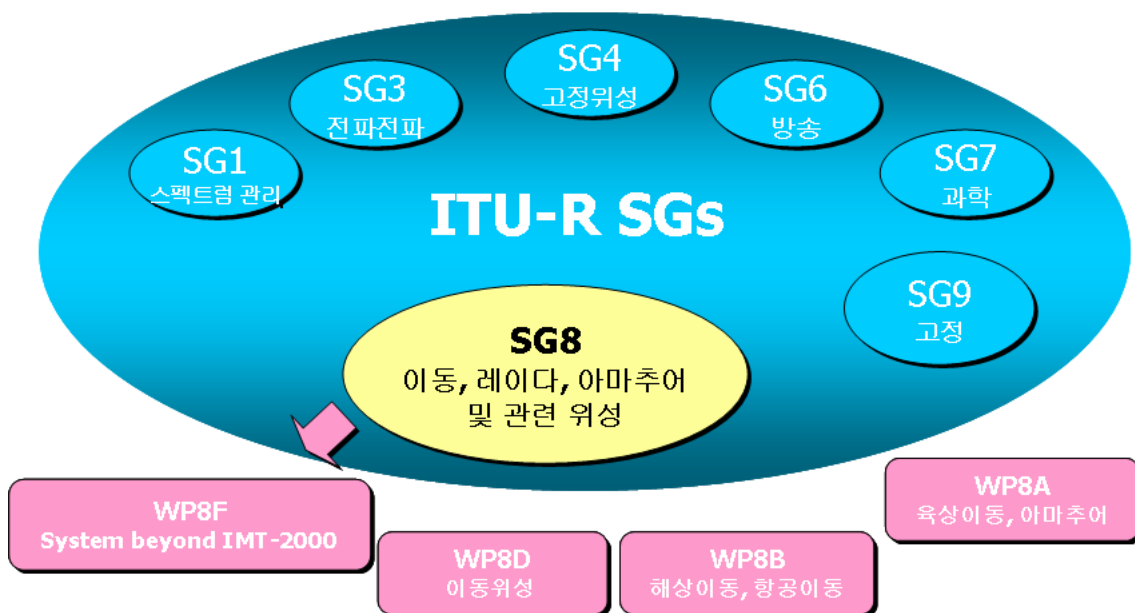 SG4
고정위성
SG3
전파전파
SG6
방송
SG1
스펙트럼 관리
SG7
과학
ITU-R SGs
SG9
고정
SG8
이동, 레이다, 아마추어
및 관련 위성
WP8F
System beyond IMT-2000
WP8D
이동위성
WP8B
해상이동, 항공이동
WP8A
육상이동, 아마추어